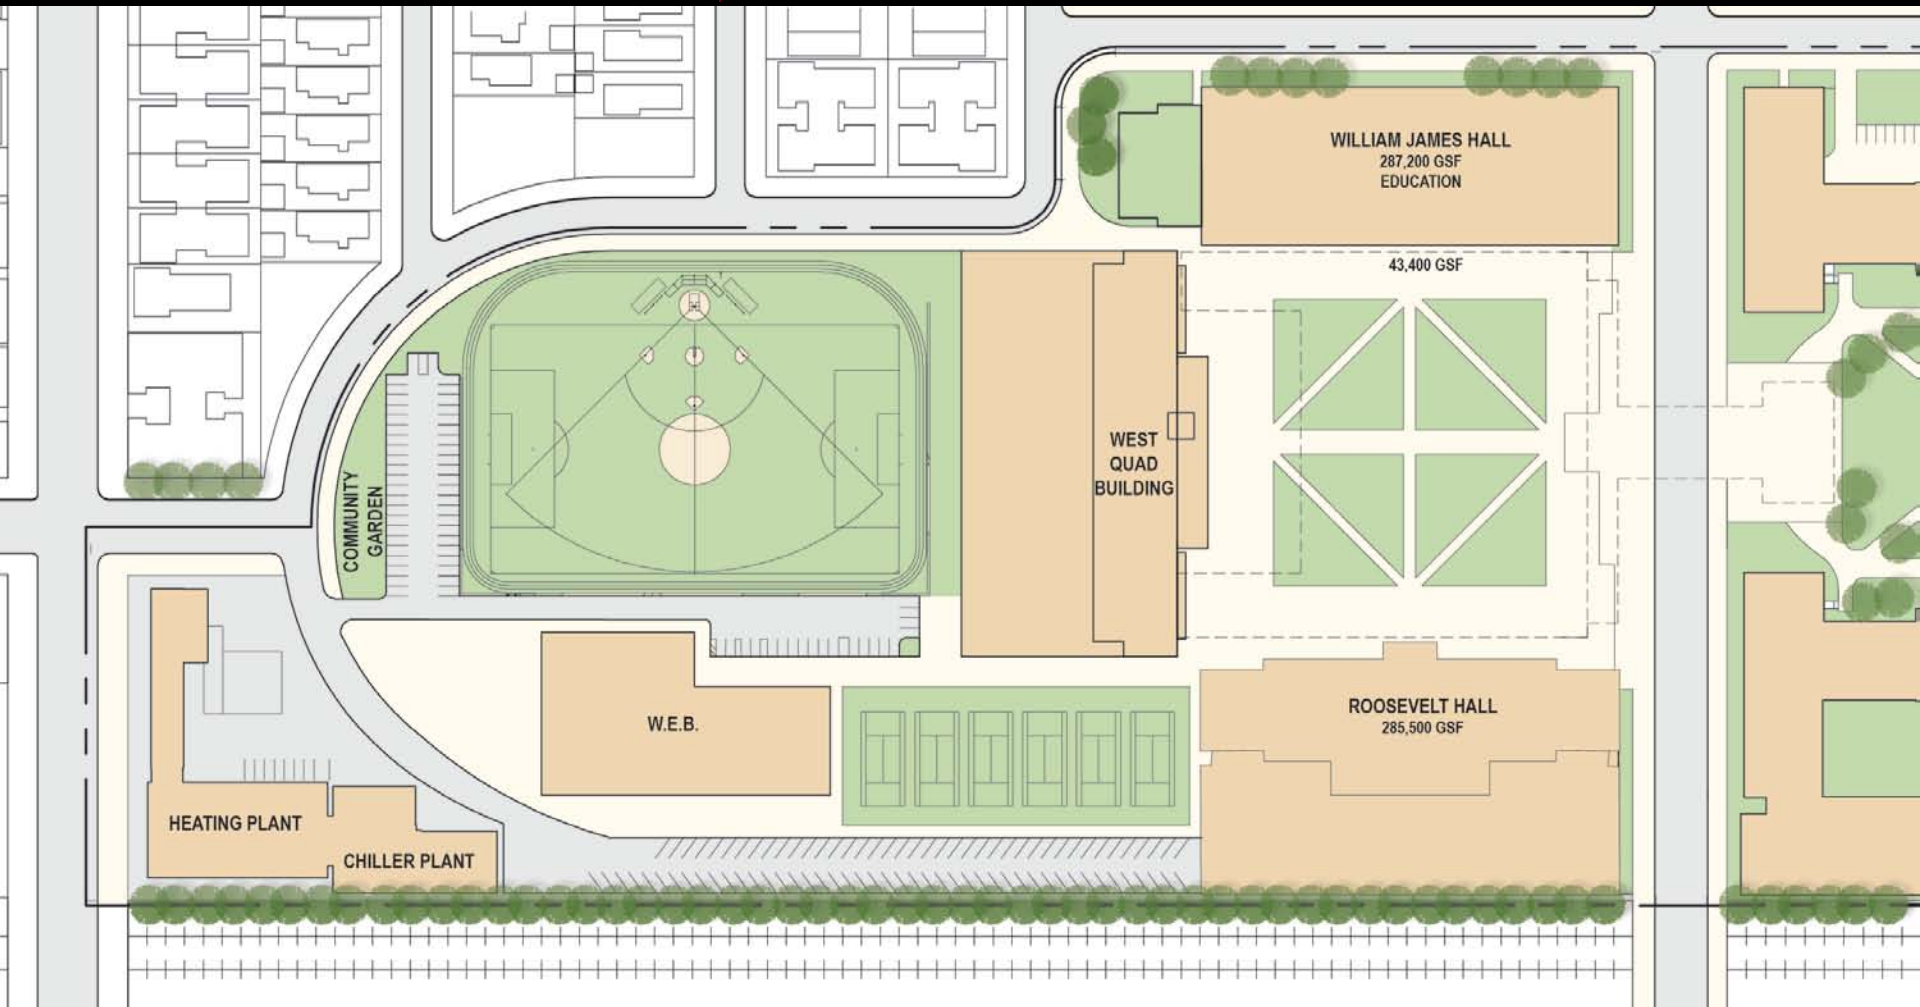 WILLIAM JAMES HALL
287,200 GSF
EDUCATION
43,400 GSF
WEST
QUAD
BUILDING
COMMUNITY
GARDEN
ROOSEVELT HALL
285,500 GSF
W.E.B.
HEATING PLANT
CHILLER PLANT